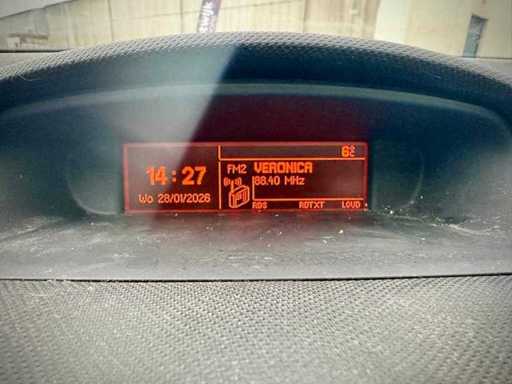 6°C
14:27
FM2 VERONICA
88.40 MHz
Wo 28/01/2026
RDS RDTXT LOUD